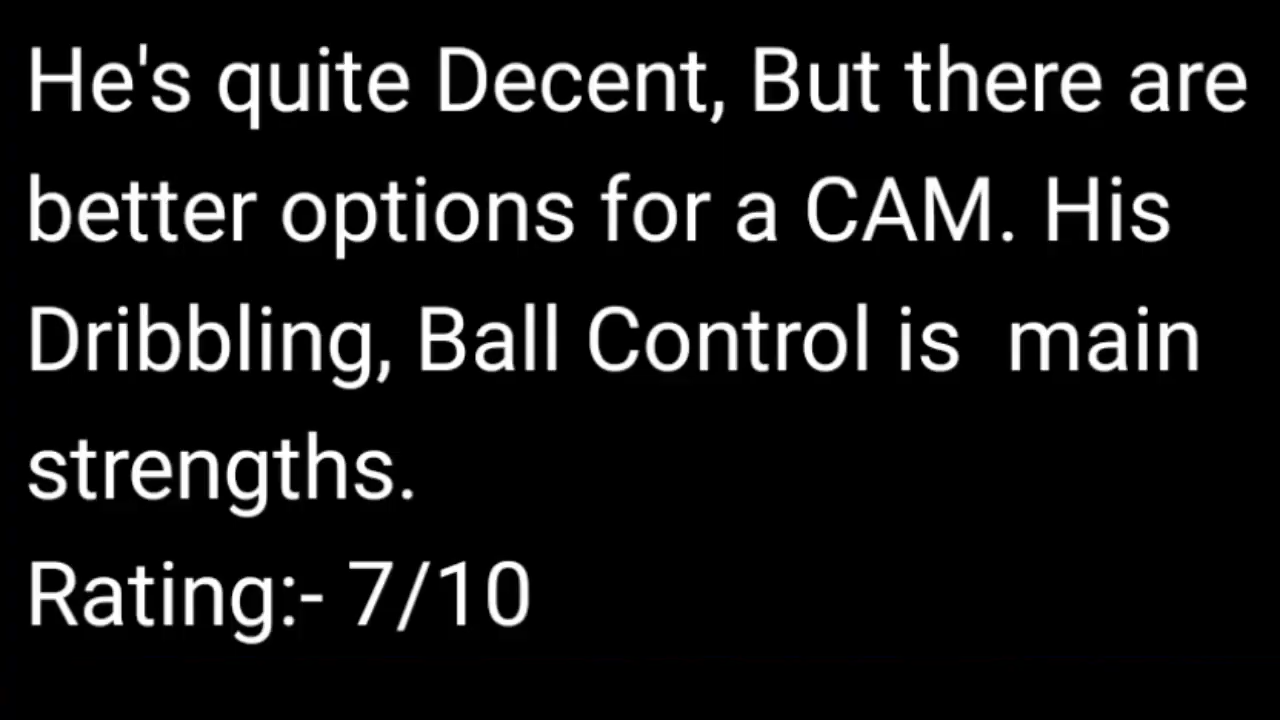 He's quite Decent, But there are
better options for a CAM. His
Dribbling, Ball Control is  main
strengths.
Rating:- 7/10